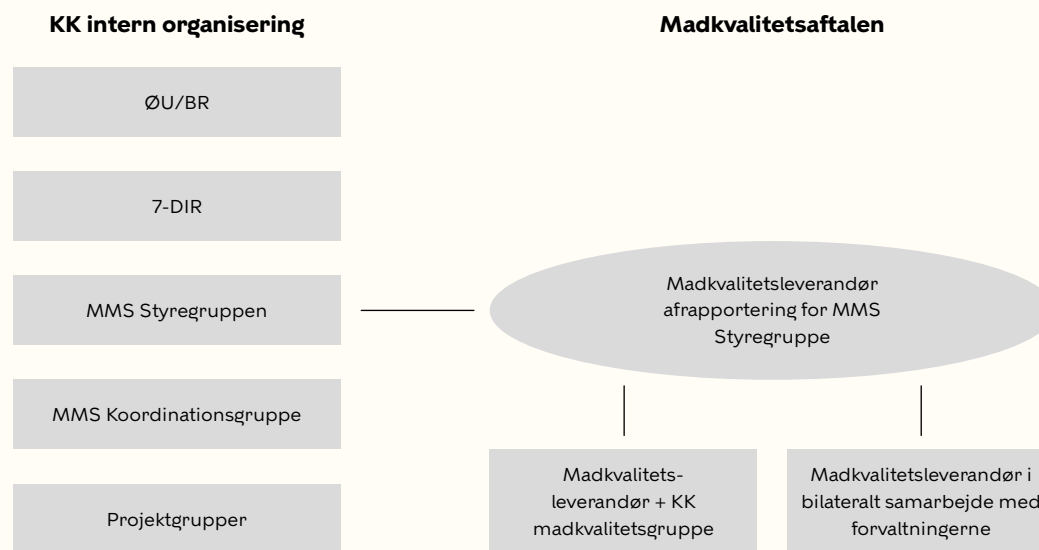 KK intern organisering
ØU/BR
7-DIR
MMS Styregruppen
MMS Koordinationsgruppe
Projektgrupper
Madkvalitetsaftalen
Madkvalitetsleverandør
afrapportering for MMS
Styregruppe
Madkvalitets-
leverandør + KK
madkvalitetsgruppe
Madkvalitetsleverandør i
bilateralt samarbejde med
forvaltningerne